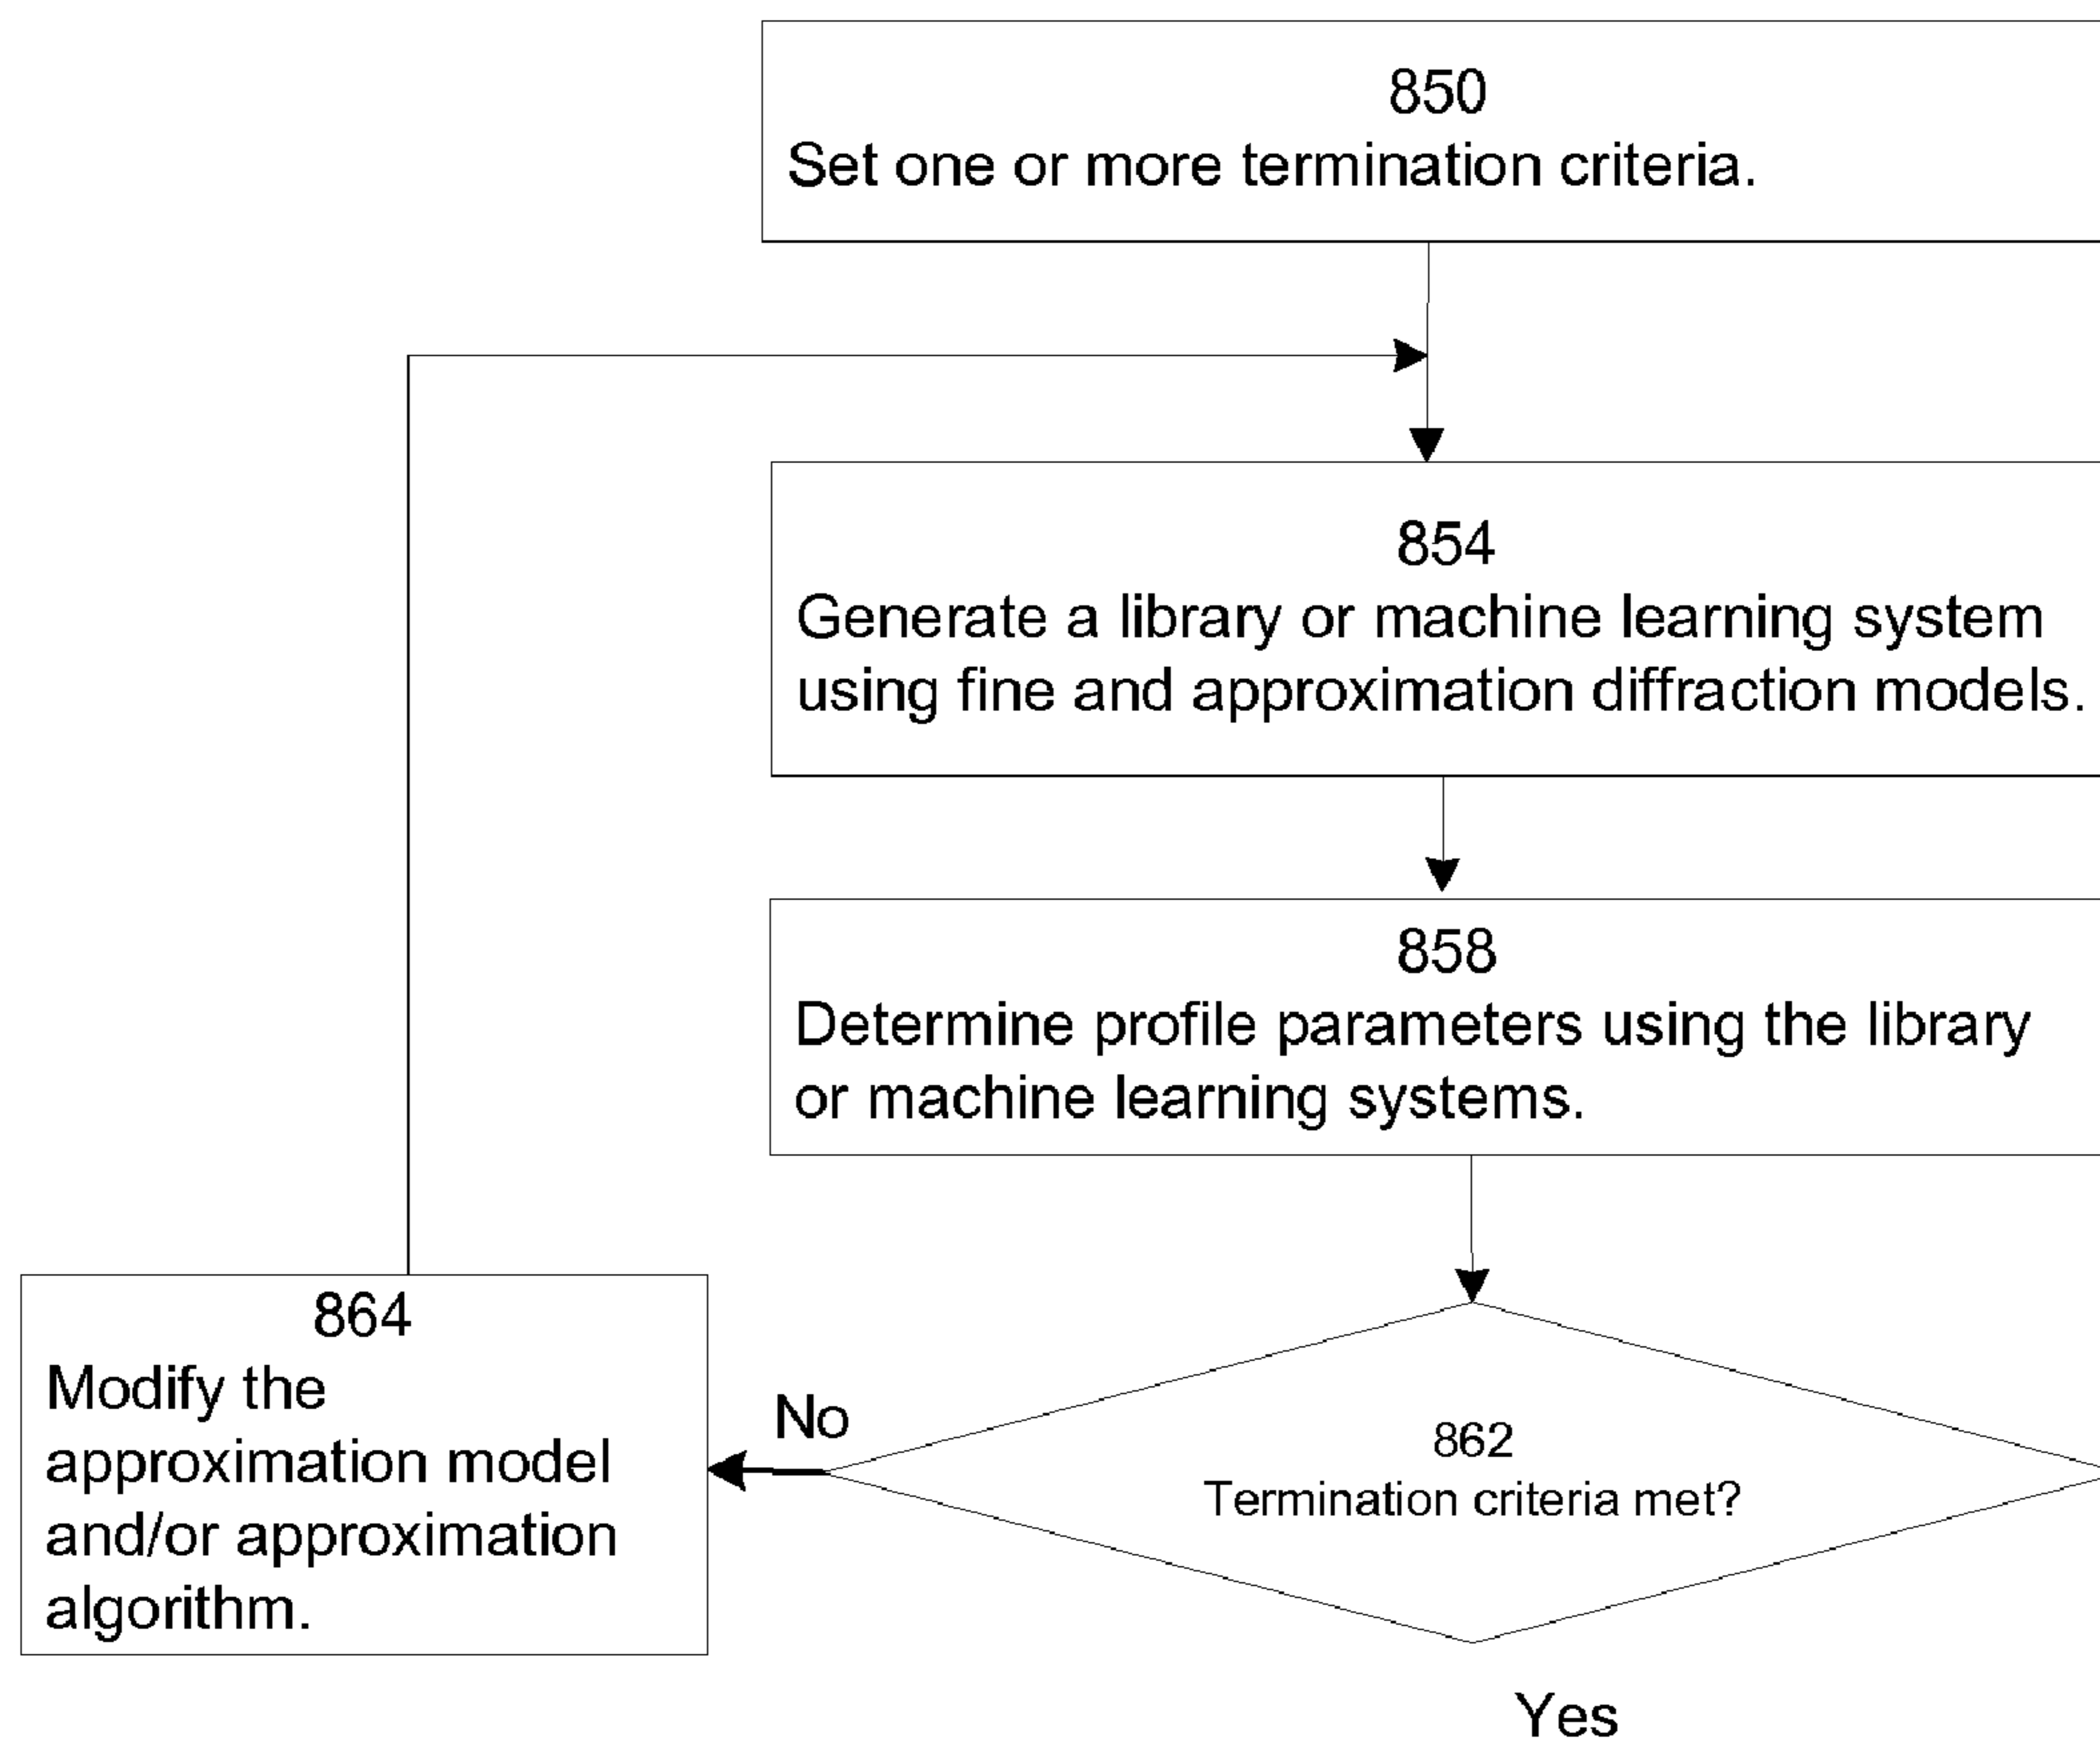 850
Set one or more termination criteria.
854
Generate a library or machine learning system
using fine and approximation diffraction models.
858
Determine profile parameters using the library
or machine learning systems.
864
Modify the
approximation model
and/or approximation
algorithm.
No
862
Termination criteria met?
Yes